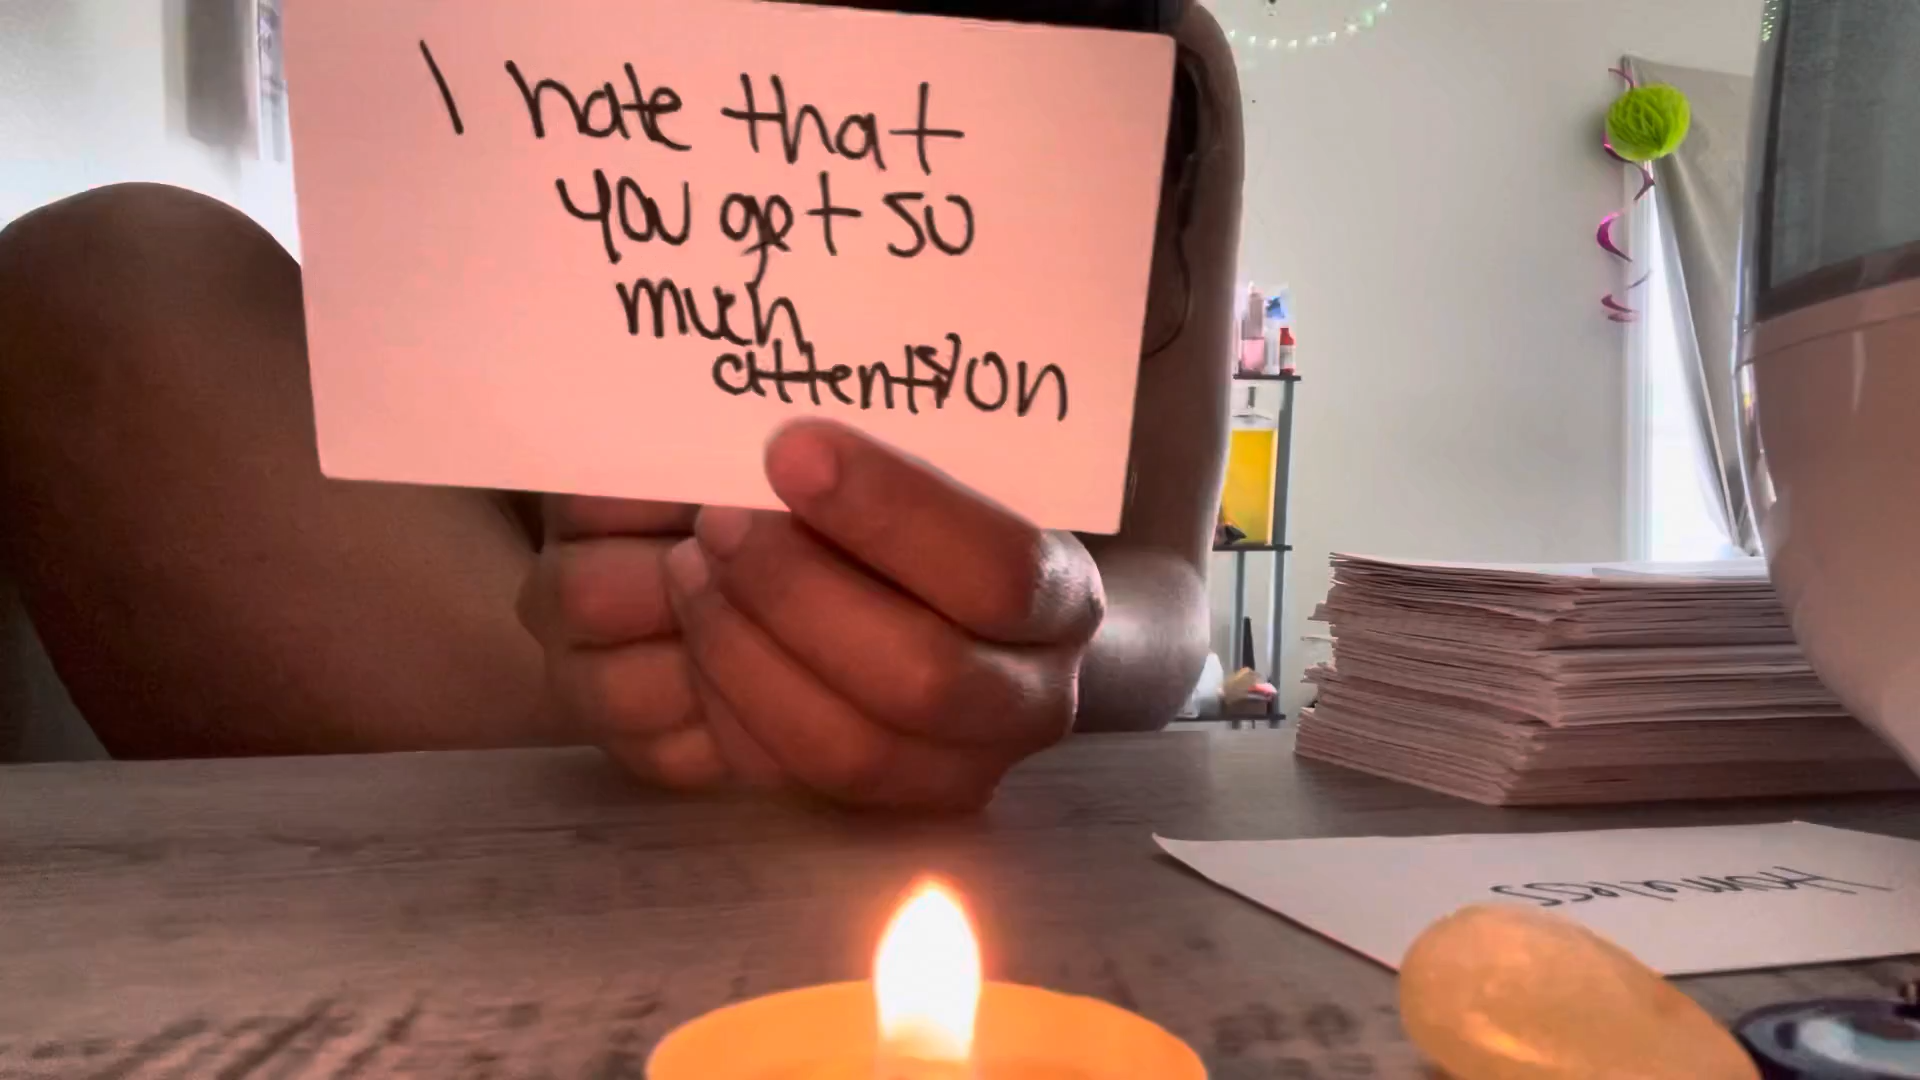 I hate that
you get so
much
attention
Homeless